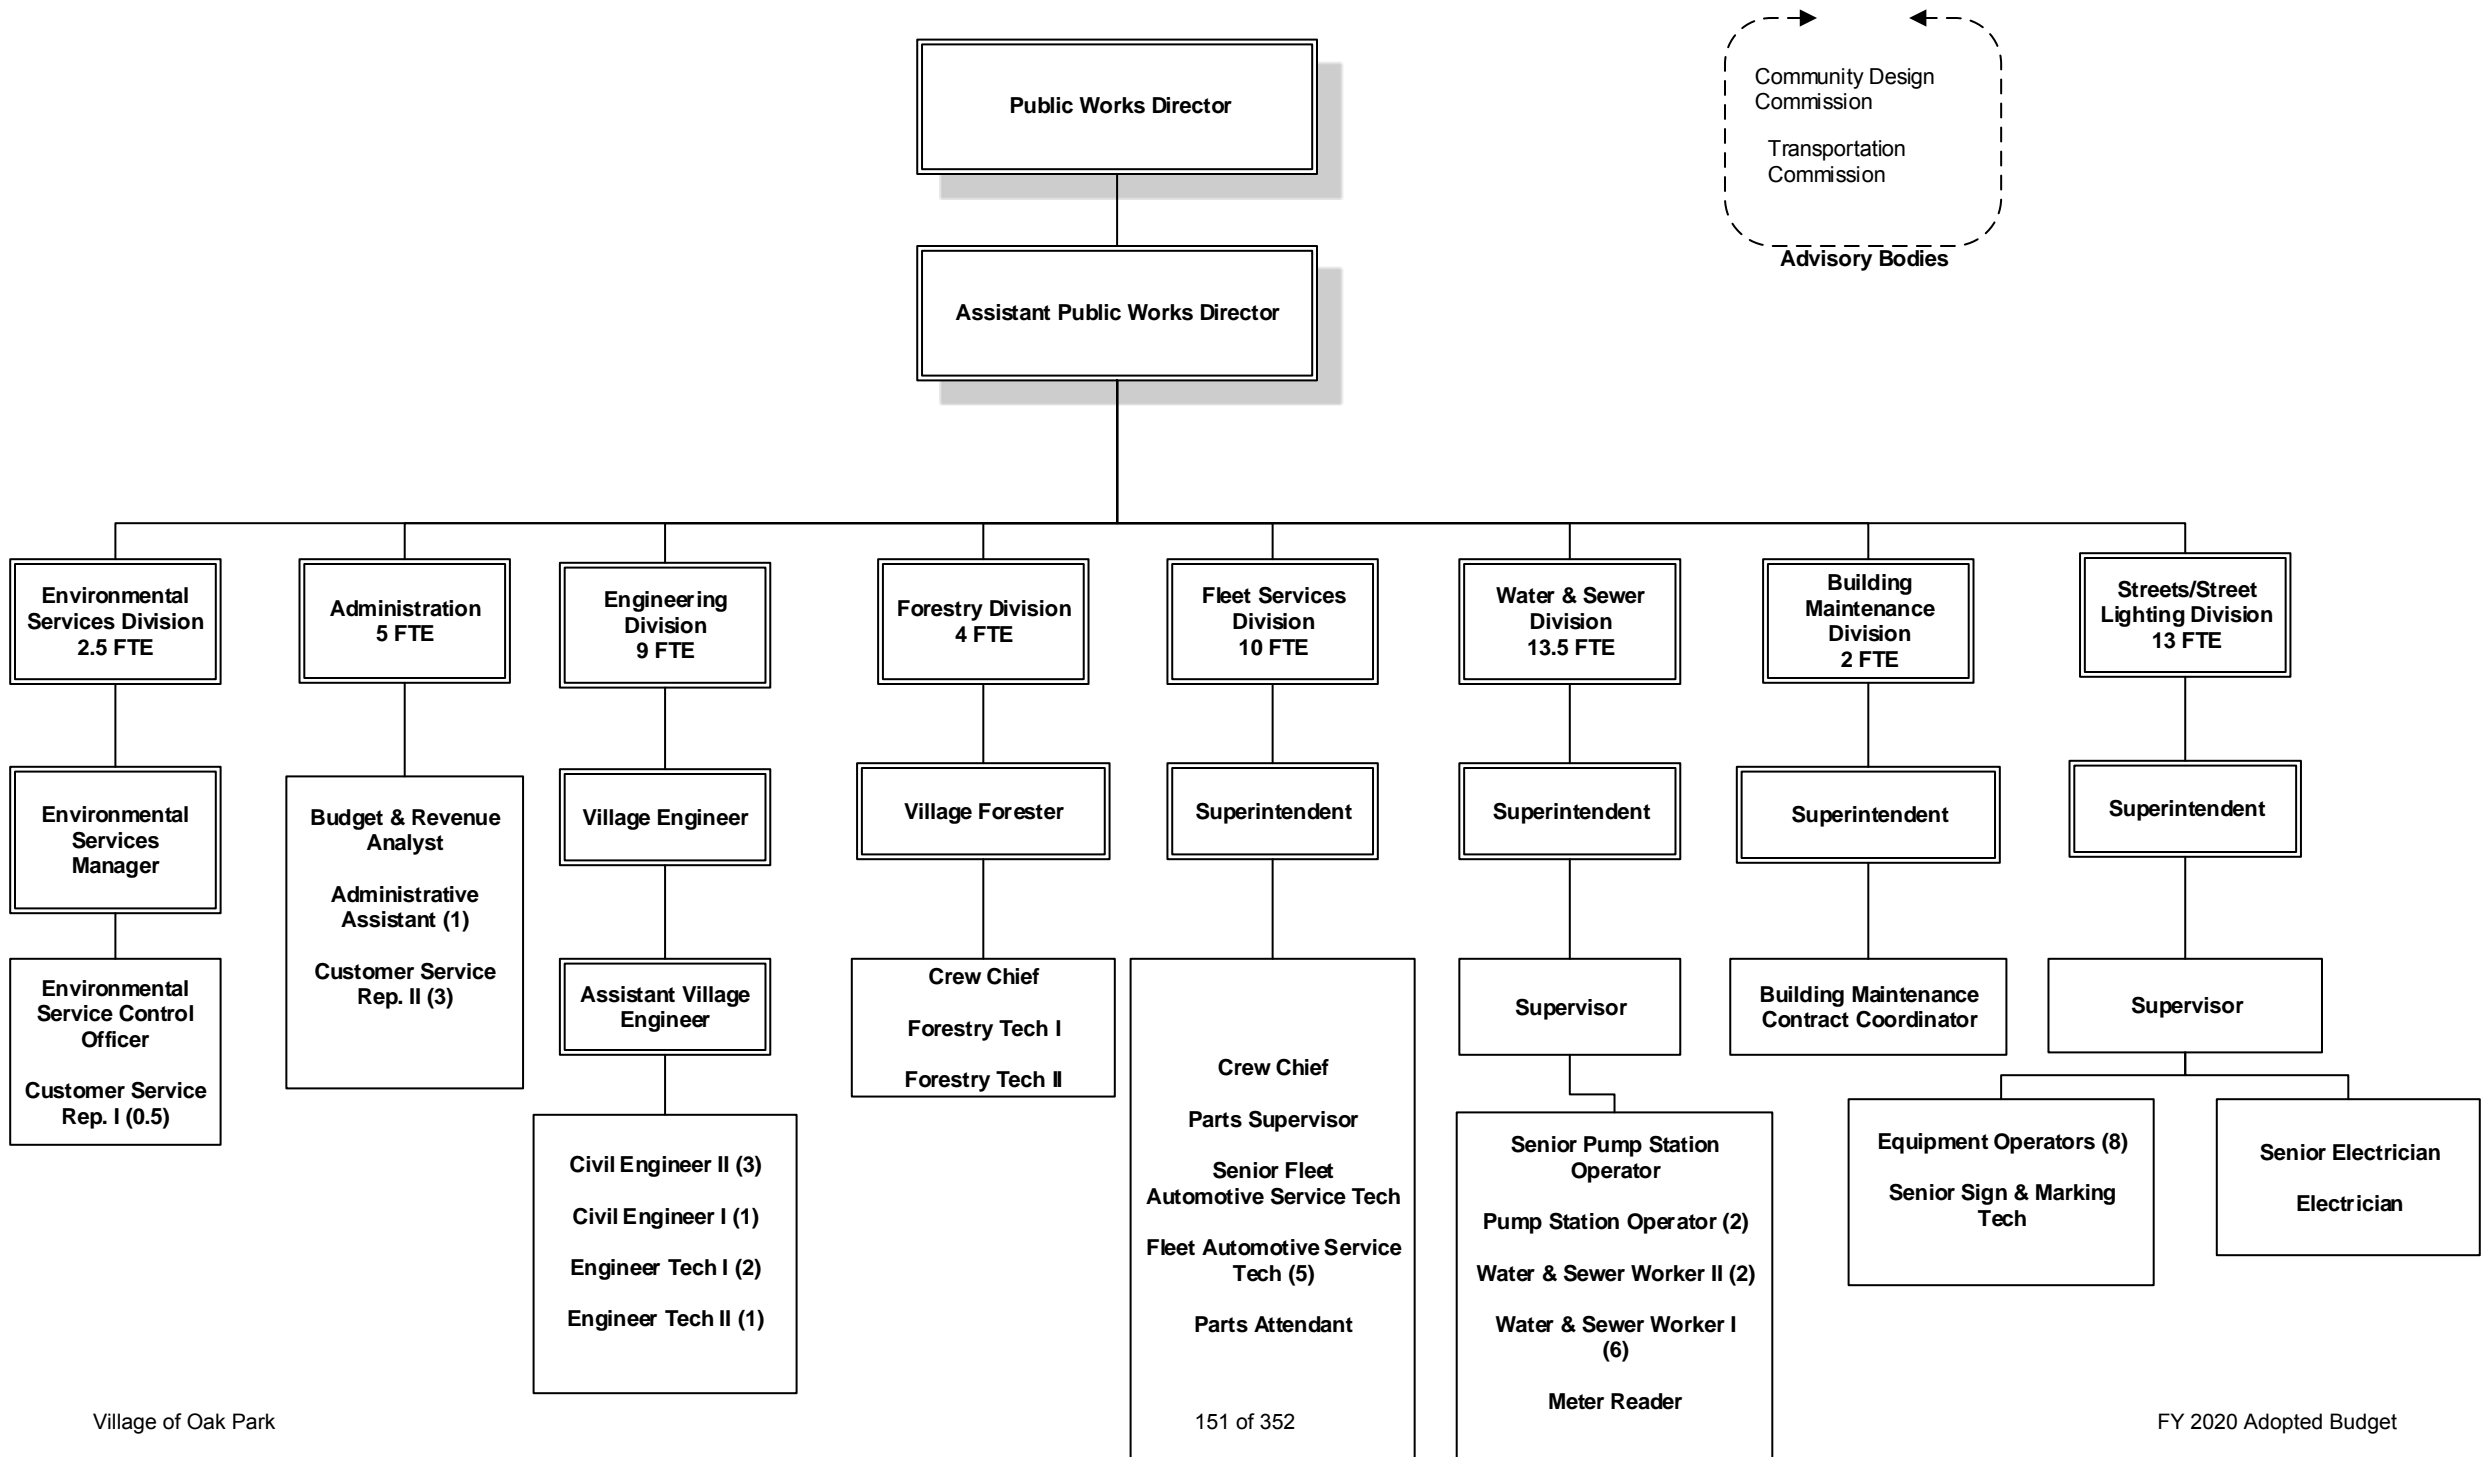 Public Works Director
Community Design
Commission
Transportation
Commission
Advisory Bodies
Assistant Public Works Director
Environmental
Services Division
2.5 FTE
Administration
5 FTE
Engineering
Division
9 FTE
Forestry Division
4 FTE
Fleet Services
Division
10 FTE
Water & Sewer
Division
13.5 FTE
Building
Maintenance
Division
2 FTE
Streets/Street
Lighting Division
13 FTE
Environmental
Services
Manager
Budget & Revenue
Analyst
Administrative
Assistant (1)
Customer Service
Rep. II (3)
Village Engineer
Village Forester
Superintendent
Superintendent
Superintendent
Superintendent
Environmental
Service Control
Officer
Customer Service
Rep. I (0.5)
Assistant Village
Engineer
Civil Engineer II (3)
Civil Engineer I (1)
Engineer Tech I (2)
Engineer Tech II (1)
Crew Chief
Forestry Tech I
Forestry Tech II
Crew Chief
Parts Supervisor
Senior Fleet
Automotive Service Tech
Fleet Automotive Service
Tech (5)
Parts Attendant
Supervisor
Senior Pump Station
Operator
Pump Station Operator (2)
Water & Sewer Worker II (2)
Water & Sewer Worker I
(6)
Meter Reader
Building Maintenance
Contract Coordinator
Supervisor
Equipment Operators (8)
Senior Sign & Marking
Tech
Senior Electrician
Electrician
Village of Oak Park
151 of 352
FY 2020 Adopted Budget